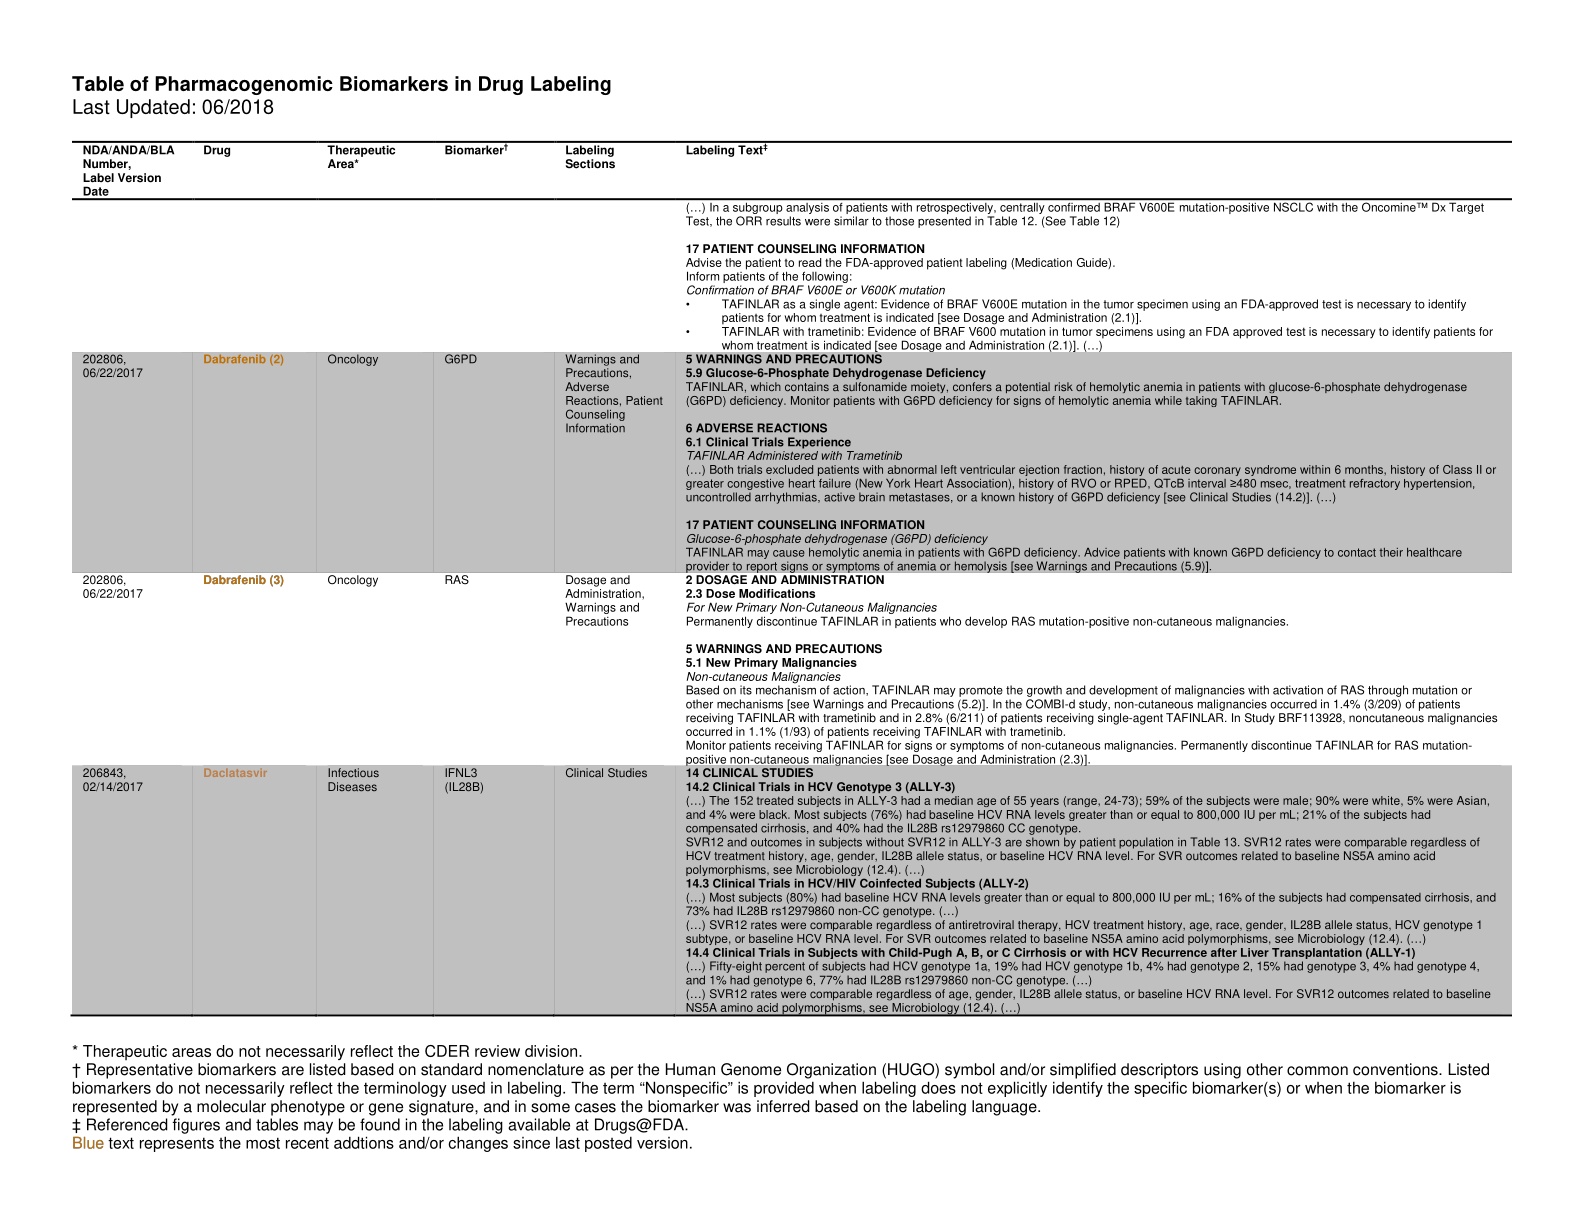 Table of Pharmacogenomic Biomarkers in Drug Labeling
Last Updated: 06/2018
NDA/ANDA/BLA Number, Label Version Date
Drug
Therapeutic Area*
Biomarker†
Labeling Sections
Labeling Text‡
(…) In a subgroup analysis of patients with retrospectively, centrally confirmed BRAF V600E mutation-positive NSCLC with the Oncomine™ Dx Target
Test, the ORR results were similar to those presented in Table 12. (See Table 12)
17 PATIENT COUNSELING INFORMATION
Advise the patient to read the FDA-approved patient labeling (Medication Guide).
Inform patients of the following:
Confirmation of BRAF V600E or V600K mutation
• TAFINLAR as a single agent: Evidence of BRAF V600E mutation in the tumor specimen using an FDA-approved test is necessary to identify
patients for whom treatment is indicated [see Dosage and Administration (2.1)].
• TAFINLAR with trametinib: Evidence of BRAF V600 mutation in tumor specimens using an FDA approved test is necessary to identify patients for
whom treatment is indicated [see Dosage and Administration (2.1)]. (…)
202806,
06/22/2017
Dabrafenib (2)
Oncology
G6PD
Warnings and
Precautions,
Adverse
Reactions, Patient
Counseling
Information
5 WARNINGS AND PRECAUTIONS
5.9 Glucose-6-Phosphate Dehydrogenase Deficiency
TAFINLAR, which contains a sulfonamide moiety, confers a potential risk of hemolytic anemia in patients with glucose-6-phosphate dehydrogenase
(G6PD) deficiency. Monitor patients with G6PD deficiency for signs of hemolytic anemia while taking TAFINLAR.
6 ADVERSE REACTIONS
6.1 Clinical Trials Experience
TAFINLAR Administered with Trametinib
(…) Both trials excluded patients with abnormal left ventricular ejection fraction, history of acute coronary syndrome within 6 months, history of Class II or
greater congestive heart failure (New York Heart Association), history of RVO or RPED, QTcB interval ≥480 msec, treatment refractory hypertension,
uncontrolled arrhythmias, active brain metastases, or a known history of G6PD deficiency [see Clinical Studies (14.2)]. (…)
17 PATIENT COUNSELING INFORMATION
Glucose-6-phosphate dehydrogenase (G6PD) deficiency
TAFINLAR may cause hemolytic anemia in patients with G6PD deficiency. Advice patients with known G6PD deficiency to contact their healthcare
provider to report signs or symptoms of anemia or hemolysis [see Warnings and Precautions (5.9)].
202806,
06/22/2017
Dabrafenib (3)
Oncology
RAS
Dosage and
Administration,
Warnings and
Precautions
2 DOSAGE AND ADMINISTRATION
2.3 Dose Modifications
For New Primary Non-Cutaneous Malignancies
Permanently discontinue TAFINLAR in patients who develop RAS mutation-positive non-cutaneous malignancies.
5 WARNINGS AND PRECAUTIONS
5.1 New Primary Malignancies
Non-cutaneous Malignancies
Based on its mechanism of action, TAFINLAR may promote the growth and development of malignancies with activation of RAS through mutation or
other mechanisms [see Warnings and Precautions (5.2)]. In the COMBI-d study, non-cutaneous malignancies occurred in 1.4% (3/209) of patients
receiving TAFINLAR with trametinib and in 2.8% (6/211) of patients receiving single-agent TAFINLAR. In Study BRF113928, noncutaneous malignancies
occurred in 1.1% (1/93) of patients receiving TAFINLAR with trametinib.
Monitor patients receiving TAFINLAR for signs or symptoms of non-cutaneous malignancies. Permanently discontinue TAFINLAR for RAS mutation-
positive non-cutaneous malignancies [see Dosage and Administration (2.3)].
206843,
02/14/2017
Daclatasvir
Infectious
Diseases
IFNL3
(IL28B)
Clinical Studies
14 CLINICAL STUDIES
14.2 Clinical Trials in HCV Genotype 3 (ALLY-3)
(…) The 152 treated subjects in ALLY-3 had a median age of 55 years (range, 24-73); 59% of the subjects were male; 90% were white, 5% were Asian,
and 4% were black. Most subjects (76%) had baseline HCV RNA levels greater than or equal to 800,000 IU per mL; 21% of the subjects had
compensated cirrhosis, and 40% had the IL28B rs12979860 CC genotype.
SVR12 and outcomes in subjects without SVR12 in ALLY-3 are shown by patient population in Table 13. SVR12 rates were comparable regardless of
HCV treatment history, age, gender, IL28B allele status, or baseline HCV RNA level. For SVR outcomes related to baseline NS5A amino acid
polymorphisms, see Microbiology (12.4). (…)
14.3 Clinical Trials in HCV/HIV Coinfected Subjects (ALLY-2)
(…) Most subjects (80%) had baseline HCV RNA levels greater than or equal to 800,000 IU per mL; 16% of the subjects had compensated cirrhosis, and
73% had IL28B rs12979860 non-CC genotype. (…)
(…) SVR12 rates were comparable regardless of antiretroviral therapy, HCV treatment history, age, race, gender, IL28B allele status, HCV genotype 1
subtype, or baseline HCV RNA level. For SVR outcomes related to baseline NS5A amino acid polymorphisms, see Microbiology (12.4). (…)
14.4 Clinical Trials in Subjects with Child-Pugh A, B, or C Cirrhosis or with HCV Recurrence after Liver Transplantation (ALLY-1)
(…) Fifty-eight percent of subjects had HCV genotype 1a, 19% had HCV genotype 1b, 4% had genotype 2, 15% had genotype 3, 4% had genotype 4,
and 1% had genotype 6, 77% had IL28B rs12979860 non-CC genotype. (…)
(…) SVR12 rates were comparable regardless of age, gender, IL28B allele status, or baseline HCV RNA level. For SVR12 outcomes related to baseline
NS5A amino acid polymorphisms, see Microbiology (12.4). (…)
* Therapeutic areas do not necessarily reflect the CDER review division.
† Representative biomarkers are listed based on standard nomenclature as per the Human Genome Organization (HUGO) symbol and/or simplified descriptors using other common conventions. Listed
biomarkers do not necessarily reflect the terminology used in labeling. The term “Nonspecific” is provided when labeling does not explicitly identify the specific biomarker(s) or when the biomarker is
represented by a molecular phenotype or gene signature, and in some cases the biomarker was inferred based on the labeling language.
‡ Referenced figures and tables may be found in the labeling available at Drugs@FDA.
Blue text represents the most recent addtions and/or changes since last posted version.